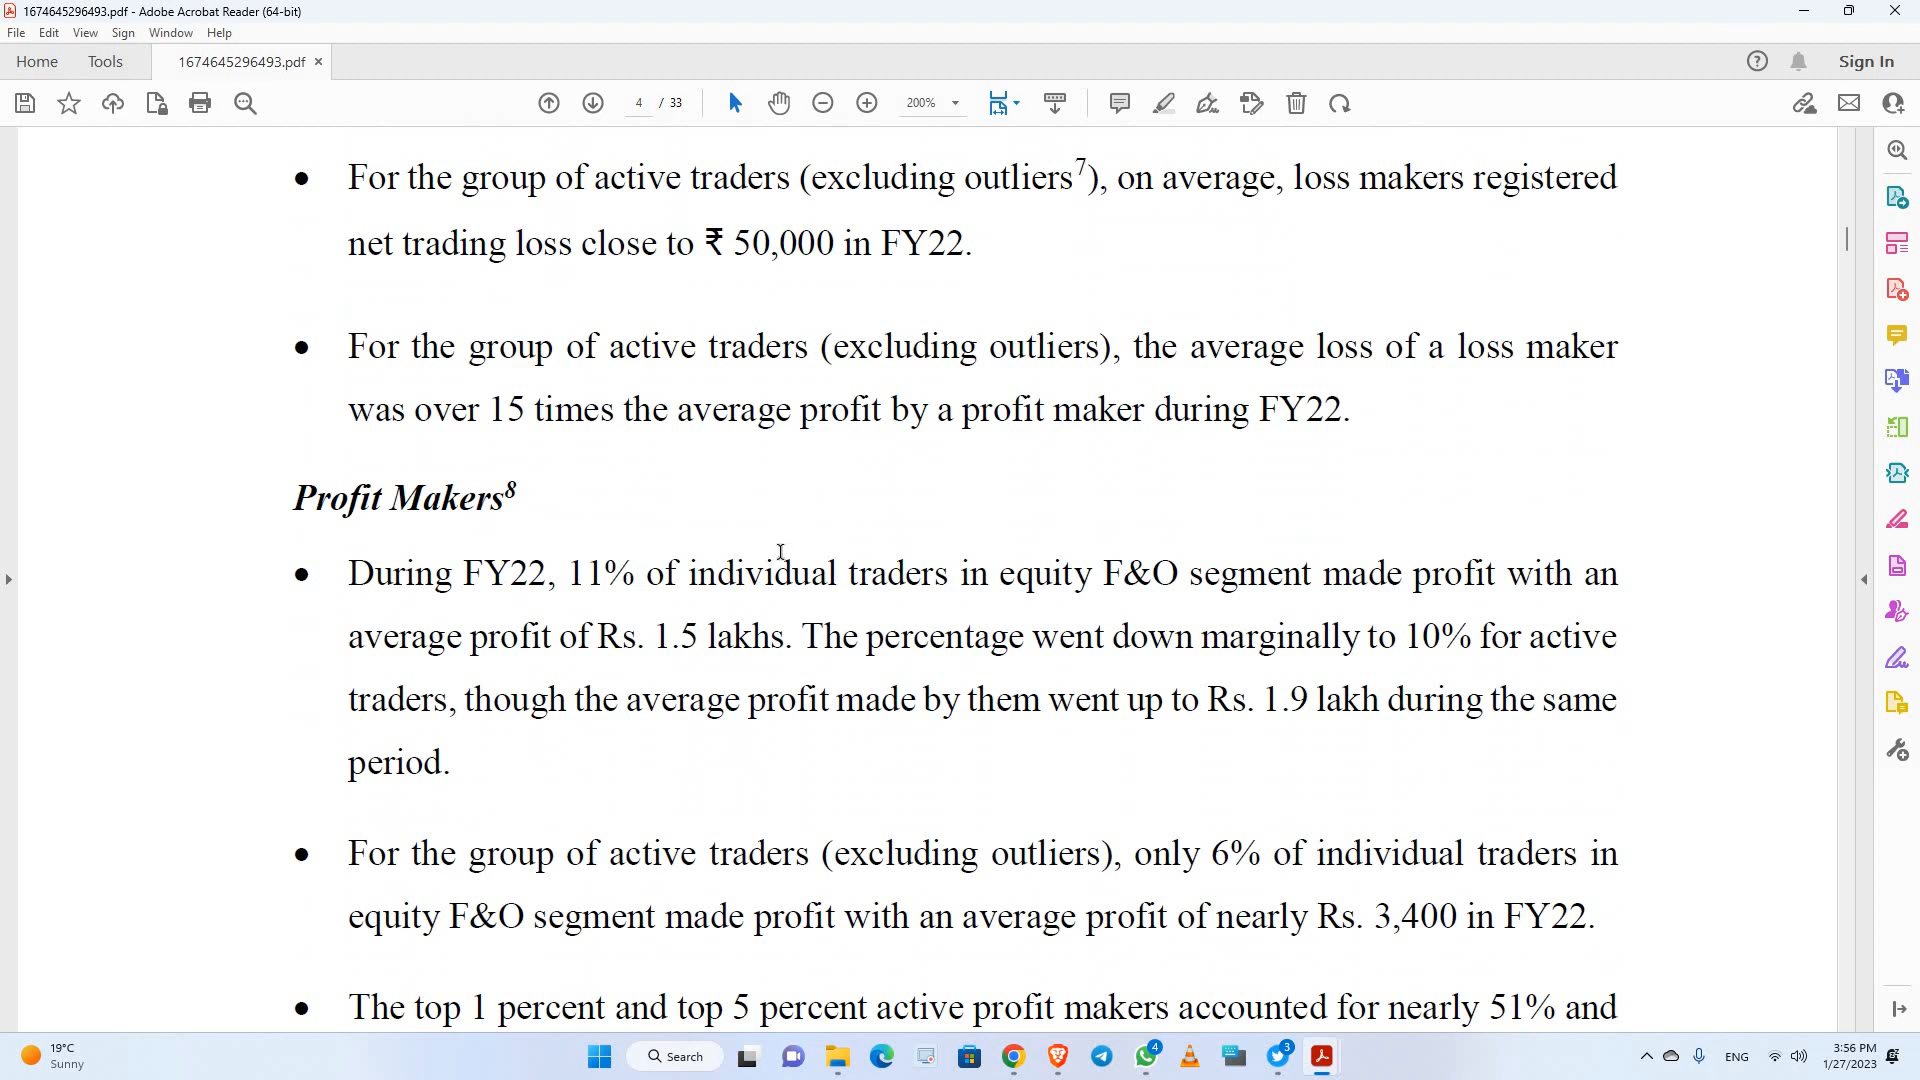 1674645296493.pdf - Adobe Acrobat Reader (64-bit)
File Edit View Sign Window Help
Home Tools 1674645296493.pdf × Sign In
4 / 33 200%
• For the group of active traders (excluding outliers7), on average, loss makers registered
net trading loss close to ₹ 50,000 in FY22.
• For the group of active traders (excluding outliers), the average loss of a loss maker
was over 15 times the average profit by a profit maker during FY22.
Profit Makers8
• During FY22, 11% of individual traders in equity F&O segment made profit with an
average profit of Rs. 1.5 lakhs. The percentage went down marginally to 10% for active
traders, though the average profit made by them went up to Rs. 1.9 lakh during the same
period.
• For the group of active traders (excluding outliers), only 6% of individual traders in
equity F&O segment made profit with an average profit of nearly Rs. 3,400 in FY22.
• The top 1 percent and top 5 percent active profit makers accounted for nearly 51% and
19°C
Sunny
Search
4
3
ENG
3:56 PM
1/27/2023